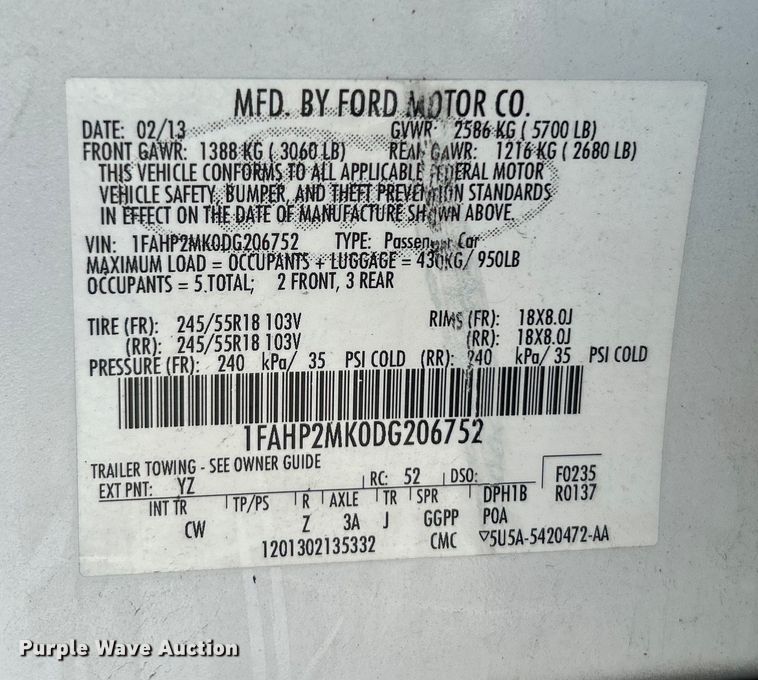 MFD. BY FORD MOTOR CO.
DATE: 02/13 GVWR: 2586 KG ( 5700 LB)
FRONT GAWR: 1388 KG ( 3060 LB) REAR GAWR: 1216 KG ( 2680 LB)
THIS VEHICLE CONFORMS TO ALL APPLICABLE FEDERAL MOTOR
VEHICLE SAFETY, BUMPER, AND THEFT PREVENTION STANDARDS
IN EFFECT ON THE DATE OF MANUFACTURE SHOWN ABOVE.
VIN: 1FAHP2MK0DG206752 TYPE: Passenger Car
MAXIMUM LOAD = OCCUPANTS + LUGGAGE = 430KG/ 950LB
OCCUPANTS = 5 TOTAL; 2 FRONT, 3 REAR
TIRE (FR): 245/55R18 103V RIMS (FR): 18X8.0J
(RR): 245/55R18 103V (RR): 18X8.0J
PRESSURE (FR): 240 kPa/ 35 PSI COLD (RR): 240 kPa/ 35 PSI COLD
1FAHP2MK0DG206752
TRAILER TOWING - SEE OWNER GUIDE
EXT PNT: YZ RC: 52 DSO: F0235
INT TR TP/PS R AXLE TR SPR DPH1B R0137
CW Z 3A J GGPP P0A
1201302135332 CMC ▽5U5A-5420472-AA
Purple Wave Auction